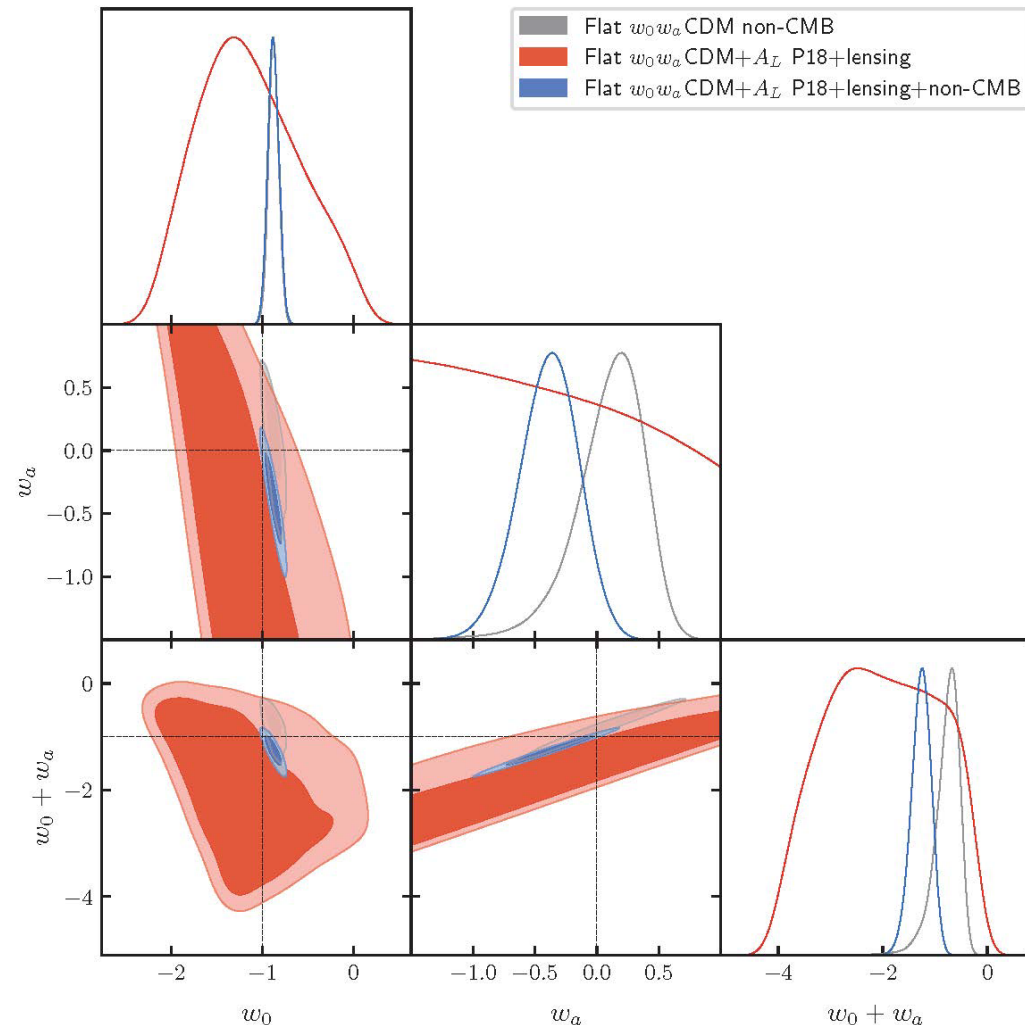 Flat w₀wₐCDM non-CMB
Flat w₀wₐCDM+A_L P18+lensing
Flat w₀wₐCDM+A_L P18+lensing+non-CMB
0.5
0.0
−0.5
−1.0
wₐ
0
−2
−4
w₀ + wₐ
−2 −1 0
−1.0 −0.5 0.0 0.5
−4 −2 0
w₀
wₐ
w₀ + wₐ